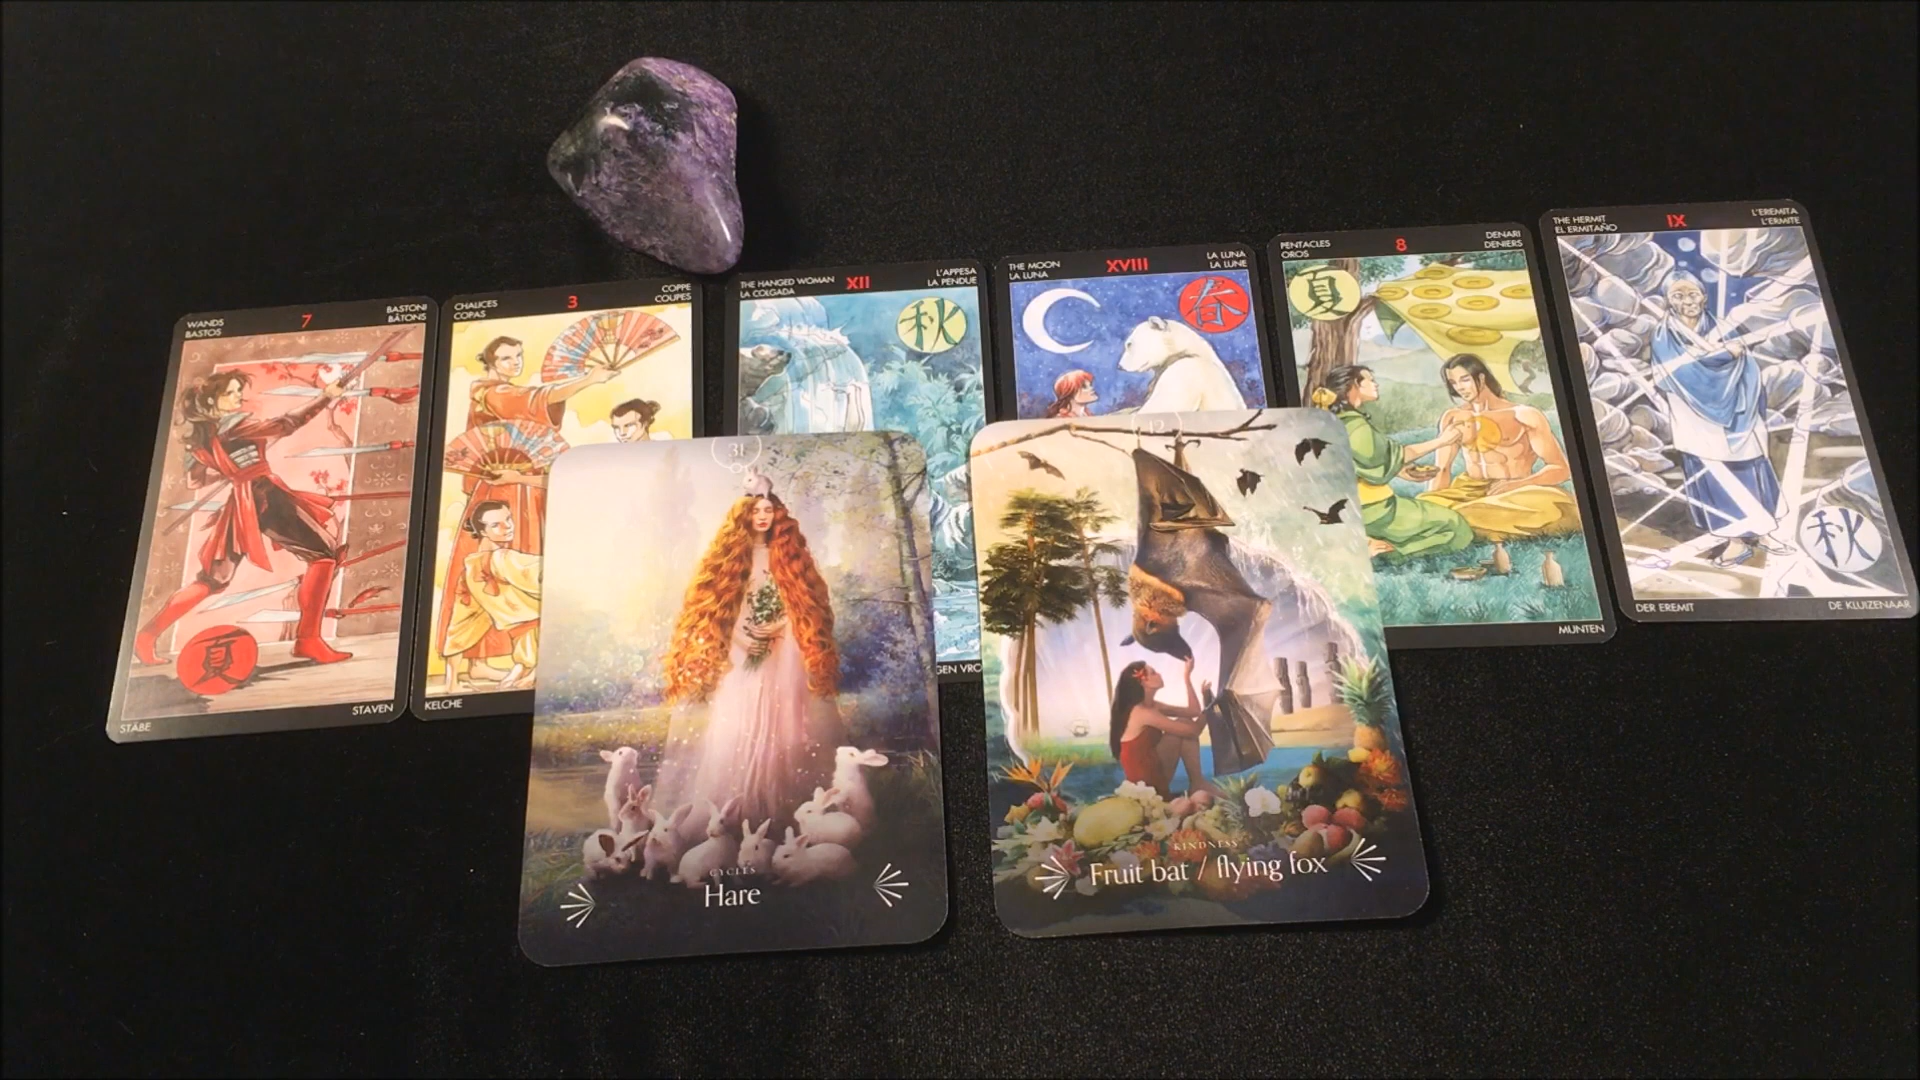 WANDS 7 BASTONI
BASTOS BÂTONS
夏
STÄBE STAVEN
CHALICES 3 COPPE
COPAS COUPES
KELCHE
THE HANGED WOMAN XII L'APPESA
LA COLGADA LA PENDUE
秋
GEN VRO
THE MOON XVIII LA LUNA
LA LUNA LA LUNE
春
PENTACLES 8 DENARI
OROS DENIERS
夏
MUNTEN
THE HERMIT IX L'EREMITA
EL ERMITAÑO L'ERMITE
秋
DER EREMIT DE KLUIZENAAR
31
CYCLES
Hare
12
KINDNESS
Fruit bat / flying fox